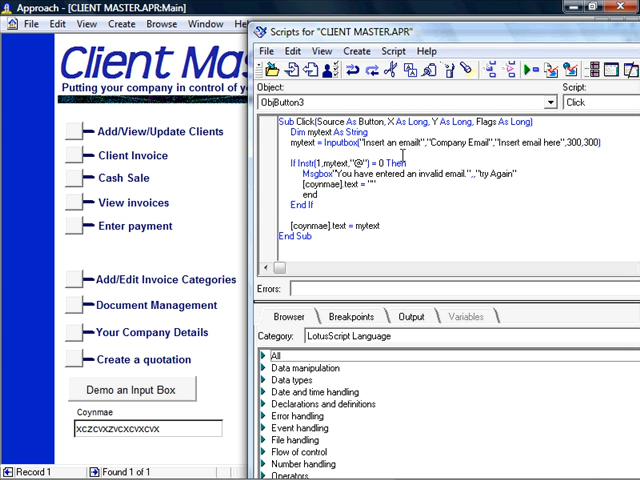 Approach - [CLIENT MASTER.APR:Main]
File Edit View Create Browse Window
Client Mas
Putting your company in control of y
Add/View/Update Clients
Client Invoice
Cash Sale
View invoices
Enter payment
Add/Edit Invoice Categories
Document Management
Your Company Details
Create a quotation
Demo an Input Box
Coynmae
xczcvxzvcxvcxvcx
Record 1
Found 1 of 1
Scripts for "CLIENT MASTER.APR"
File Edit View Create Script Help
Object:
Script:
ObjButton3
Click
Sub Click(Source As Button, X As Long, Y As Long, Flags As Long)
Dim mytext As String
mytext = Inputbox("Insert an emailt","Company Email","Insert email here",300,300)
If Instr(1,mytext,"@") = 0 Then
Msgbox"You have entered an invalid email.",,"try Again"
[coynmae].text = ""
end
End If
[coynmae].text = mytext
End Sub
Errors:
Browser
Breakpoints
Output
Variables
Category:
LotusScript Language
All
Data manipulation
Data types
Date and time handling
Declarations and definitions
Error handling
Event handling
File handling
Flow of control
Number handling
Operators